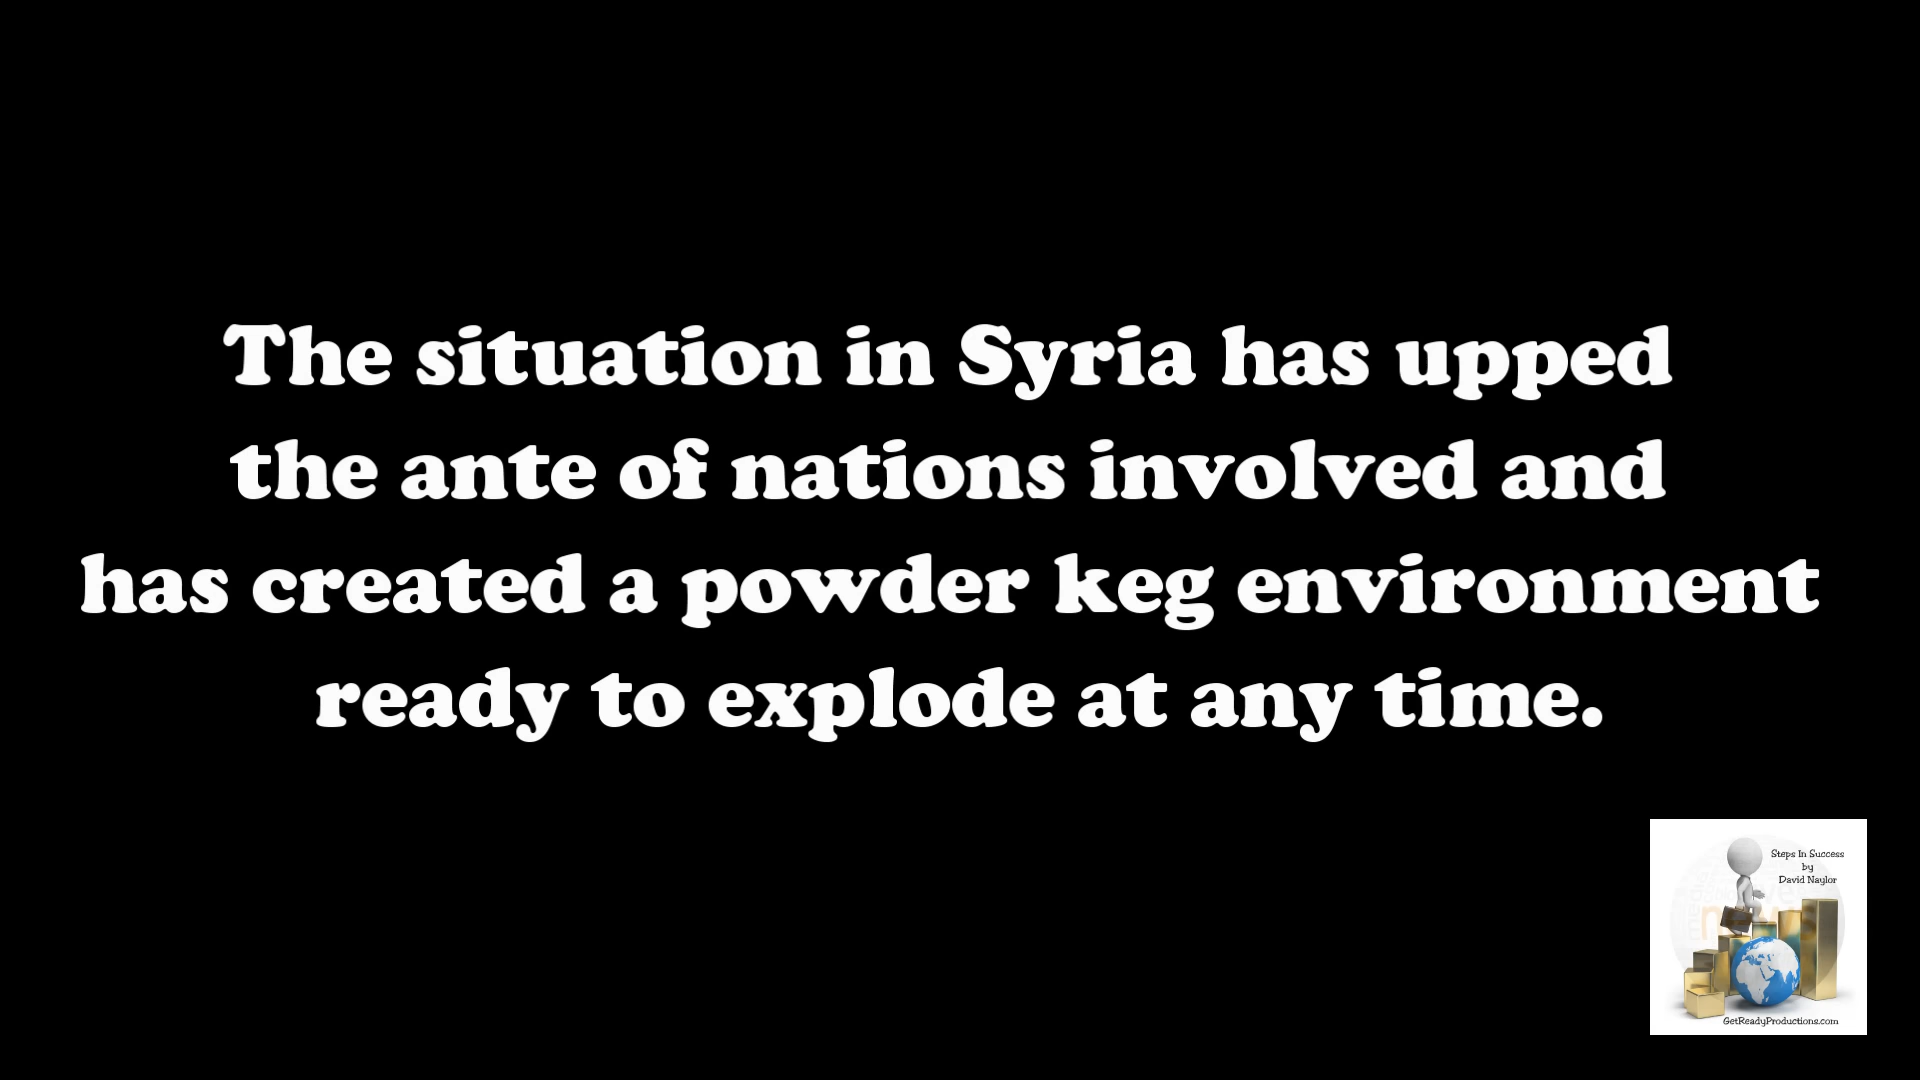 The situation in Syria has upped
the ante of nations involved and
has created a powder keg environment
ready to explode at any time.
Steps In Success
by
David Naylor
GetReadyProductions.com